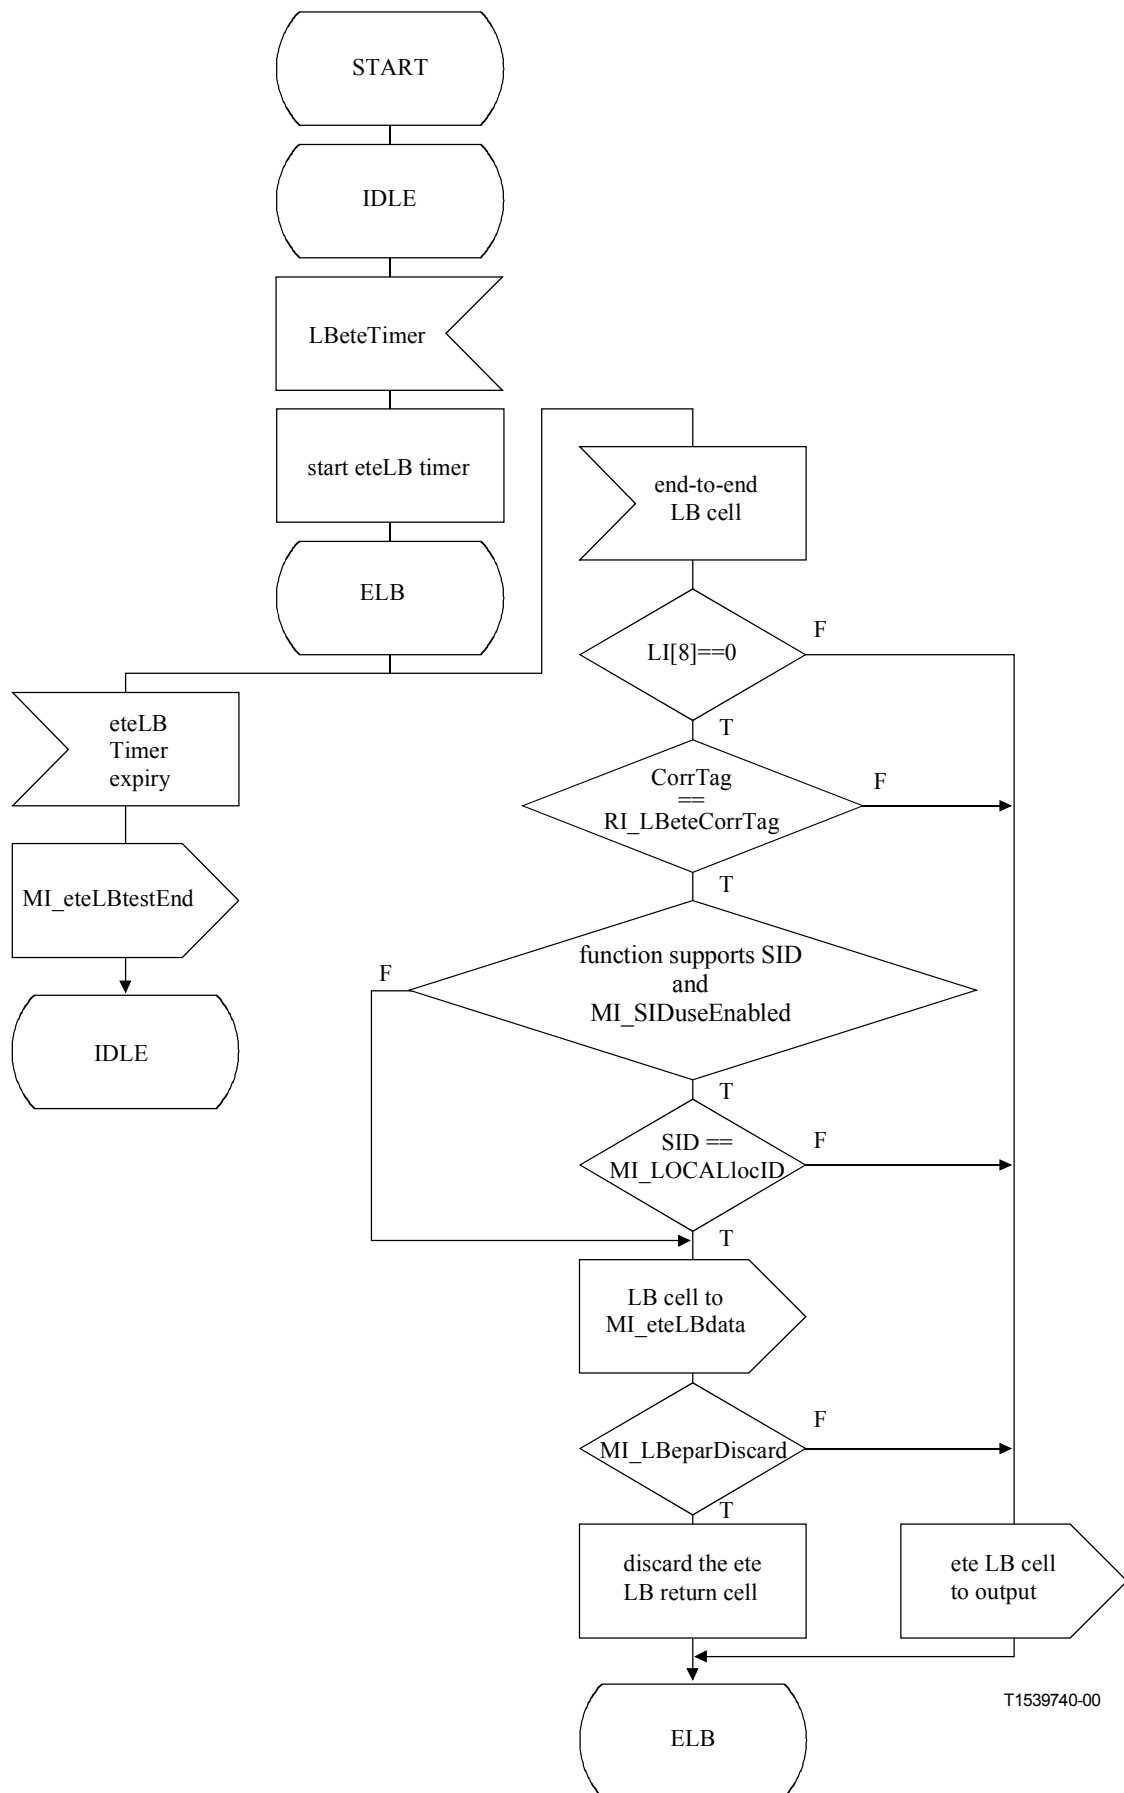 START
IDLE
LBeteTimer
start eteLB timer
ELB
eteLB
Timer
expiry
MI_eteLBtestEnd
IDLE
end-to-end
LB cell
LI[8]==0
F
T
CorrTag
==
RI_LBeteCorrTag
F
T
function supports SID
and
MI_SIDuseEnabled
F
T
SID ==
MI_LOCALlocID
F
T
LB cell to
MI_eteLBdata
MI_LBeparDiscard
F
T
discard the ete
LB return cell
ete LB cell
to output
T1539740-00
ELB